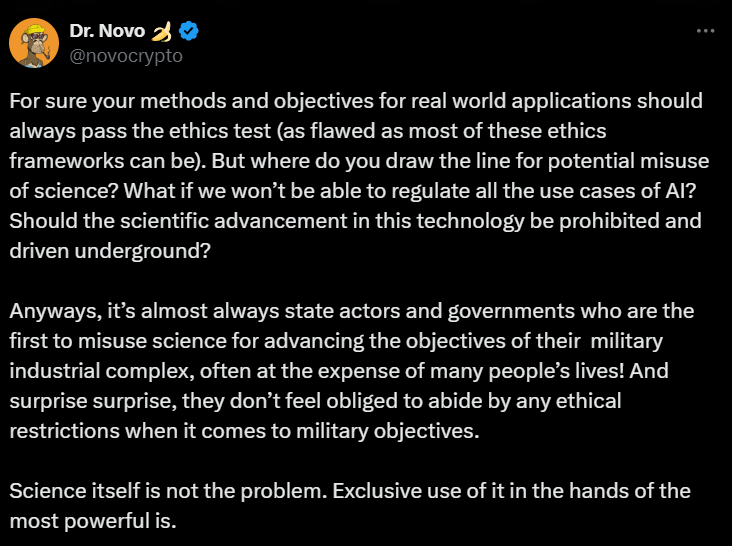 Dr. Novo 🍌
@novocrypto
For sure your methods and objectives for real world applications should
always pass the ethics test (as flawed as most of these ethics
frameworks can be). But where do you draw the line for potential misuse
of science? What if we won’t be able to regulate all the use cases of AI?
Should the scientific advancement in this technology be prohibited and
driven underground?
Anyways, it’s almost always state actors and governments who are the
first to misuse science for advancing the objectives of their  military
industrial complex, often at the expense of many people’s lives! And
surprise surprise, they don’t feel obliged to abide by any ethical
restrictions when it comes to military objectives.
Science itself is not the problem. Exclusive use of it in the hands of the
most powerful is.